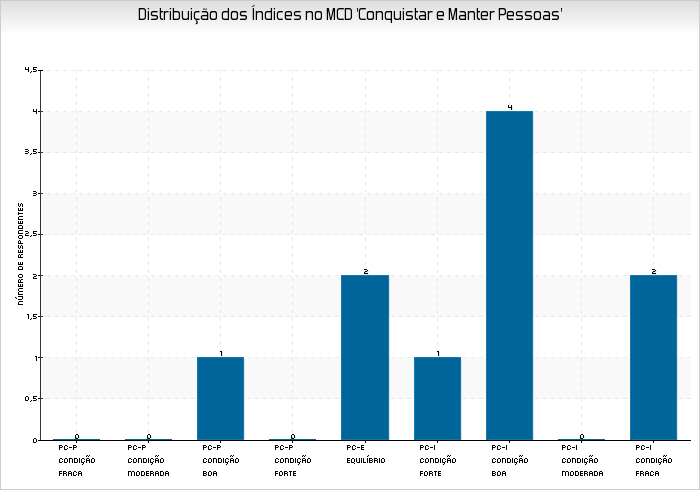 Distribuição dos Índices no MCD 'Conquistar e Manter Pessoas'
NÚMERO DE RESPONDENTES
4,5
4
3,5
3
2,5
2
1,5
1
0,5
0
0
0
1
0
2
1
4
0
2
PC-P
CONDIÇÃO
FRACA
PC-P
CONDIÇÃO
MODERADA
PC-P
CONDIÇÃO
BOA
PC-P
CONDIÇÃO
FORTE
PC-E
EQUILÍBRIO
PC-I
CONDIÇÃO
FORTE
PC-I
CONDIÇÃO
BOA
PC-I
CONDIÇÃO
MODERADA
PC-I
CONDIÇÃO
FRACA